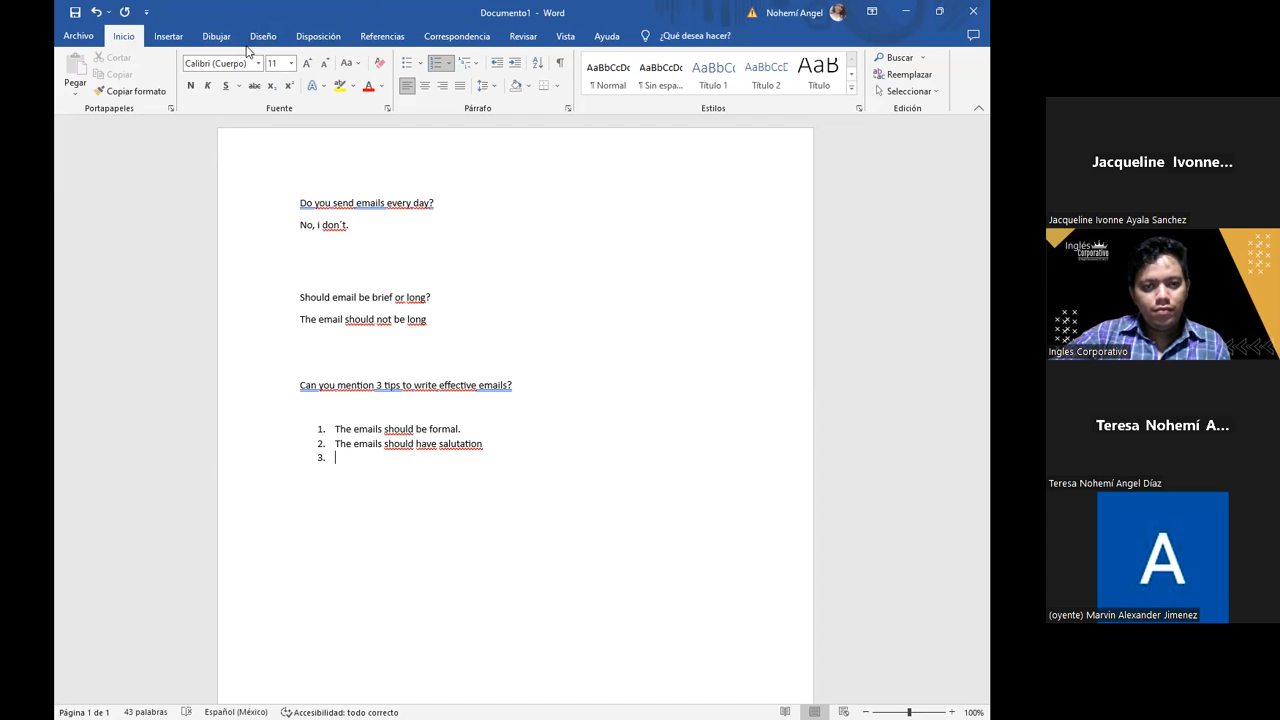 Documento1 - Word
Nohemí Angel
Archivo Inicio Insertar Dibujar Diseño Disposición Referencias Correspondencia Revisar Vista Ayuda ¿Qué desea hacer?
Pegar
Cortar
Copiar
Copiar formato
Portapapeles
Calibri (Cuerpo) 11
N K S abc x₂ x² A A
Fuente
Párrafo
AaBbCcDc AaBbCcDc AaBbCc AaBbCcD AaB
¶ Normal ¶ Sin espa... Título 1 Título 2 Título
Estilos
Buscar
Reemplazar
Seleccionar
Edición
Do you send emails every day?
No, i don´t.
Should email be brief or long?
The email should not be long
Can you mention 3 tips to write effective emails?
1. The emails should be formal.
2. The emails should have salutation
3.
Página 1 de 1 43 palabras Español (México) Accesibilidad: todo correcto 100%
Jacqueline Ivonne...
Jacqueline Ivonne Ayala Sanchez
Inglés
Corporativo
Ingles Corporativo
Teresa Nohemí A...
Teresa Nohemí Angel Díaz
A
(oyente) Marvin Alexander Jimenez